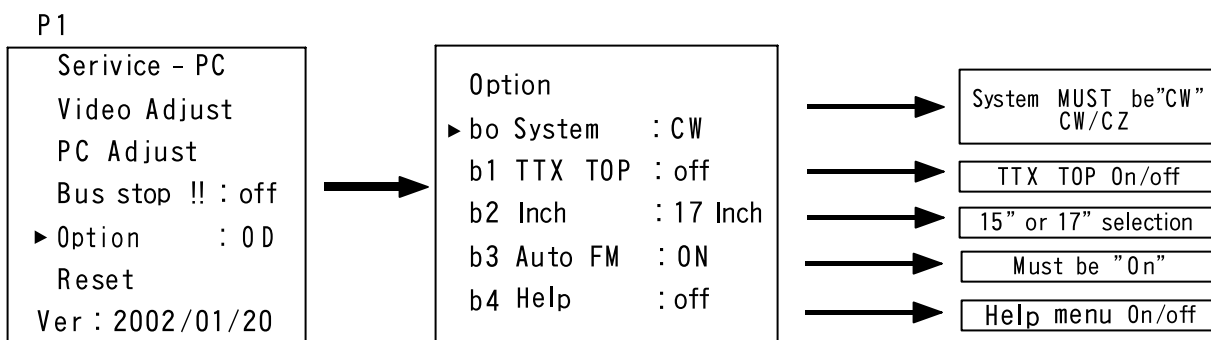 P1
Serivice – PC
Video Adjust
PC Adjust
Bus stop !! : off
▸ Option : 0D
Reset
Ver : 2002/01/20
Option
▸ bo System : CW
b1 TTX TOP : off
b2 Inch : 17 Inch
b3 Auto FM : ON
b4 Help : off
System MUST be"CW"
CW/CZ
TTX TOP On/off
15" or 17" selection
Must be "On"
Help menu On/off